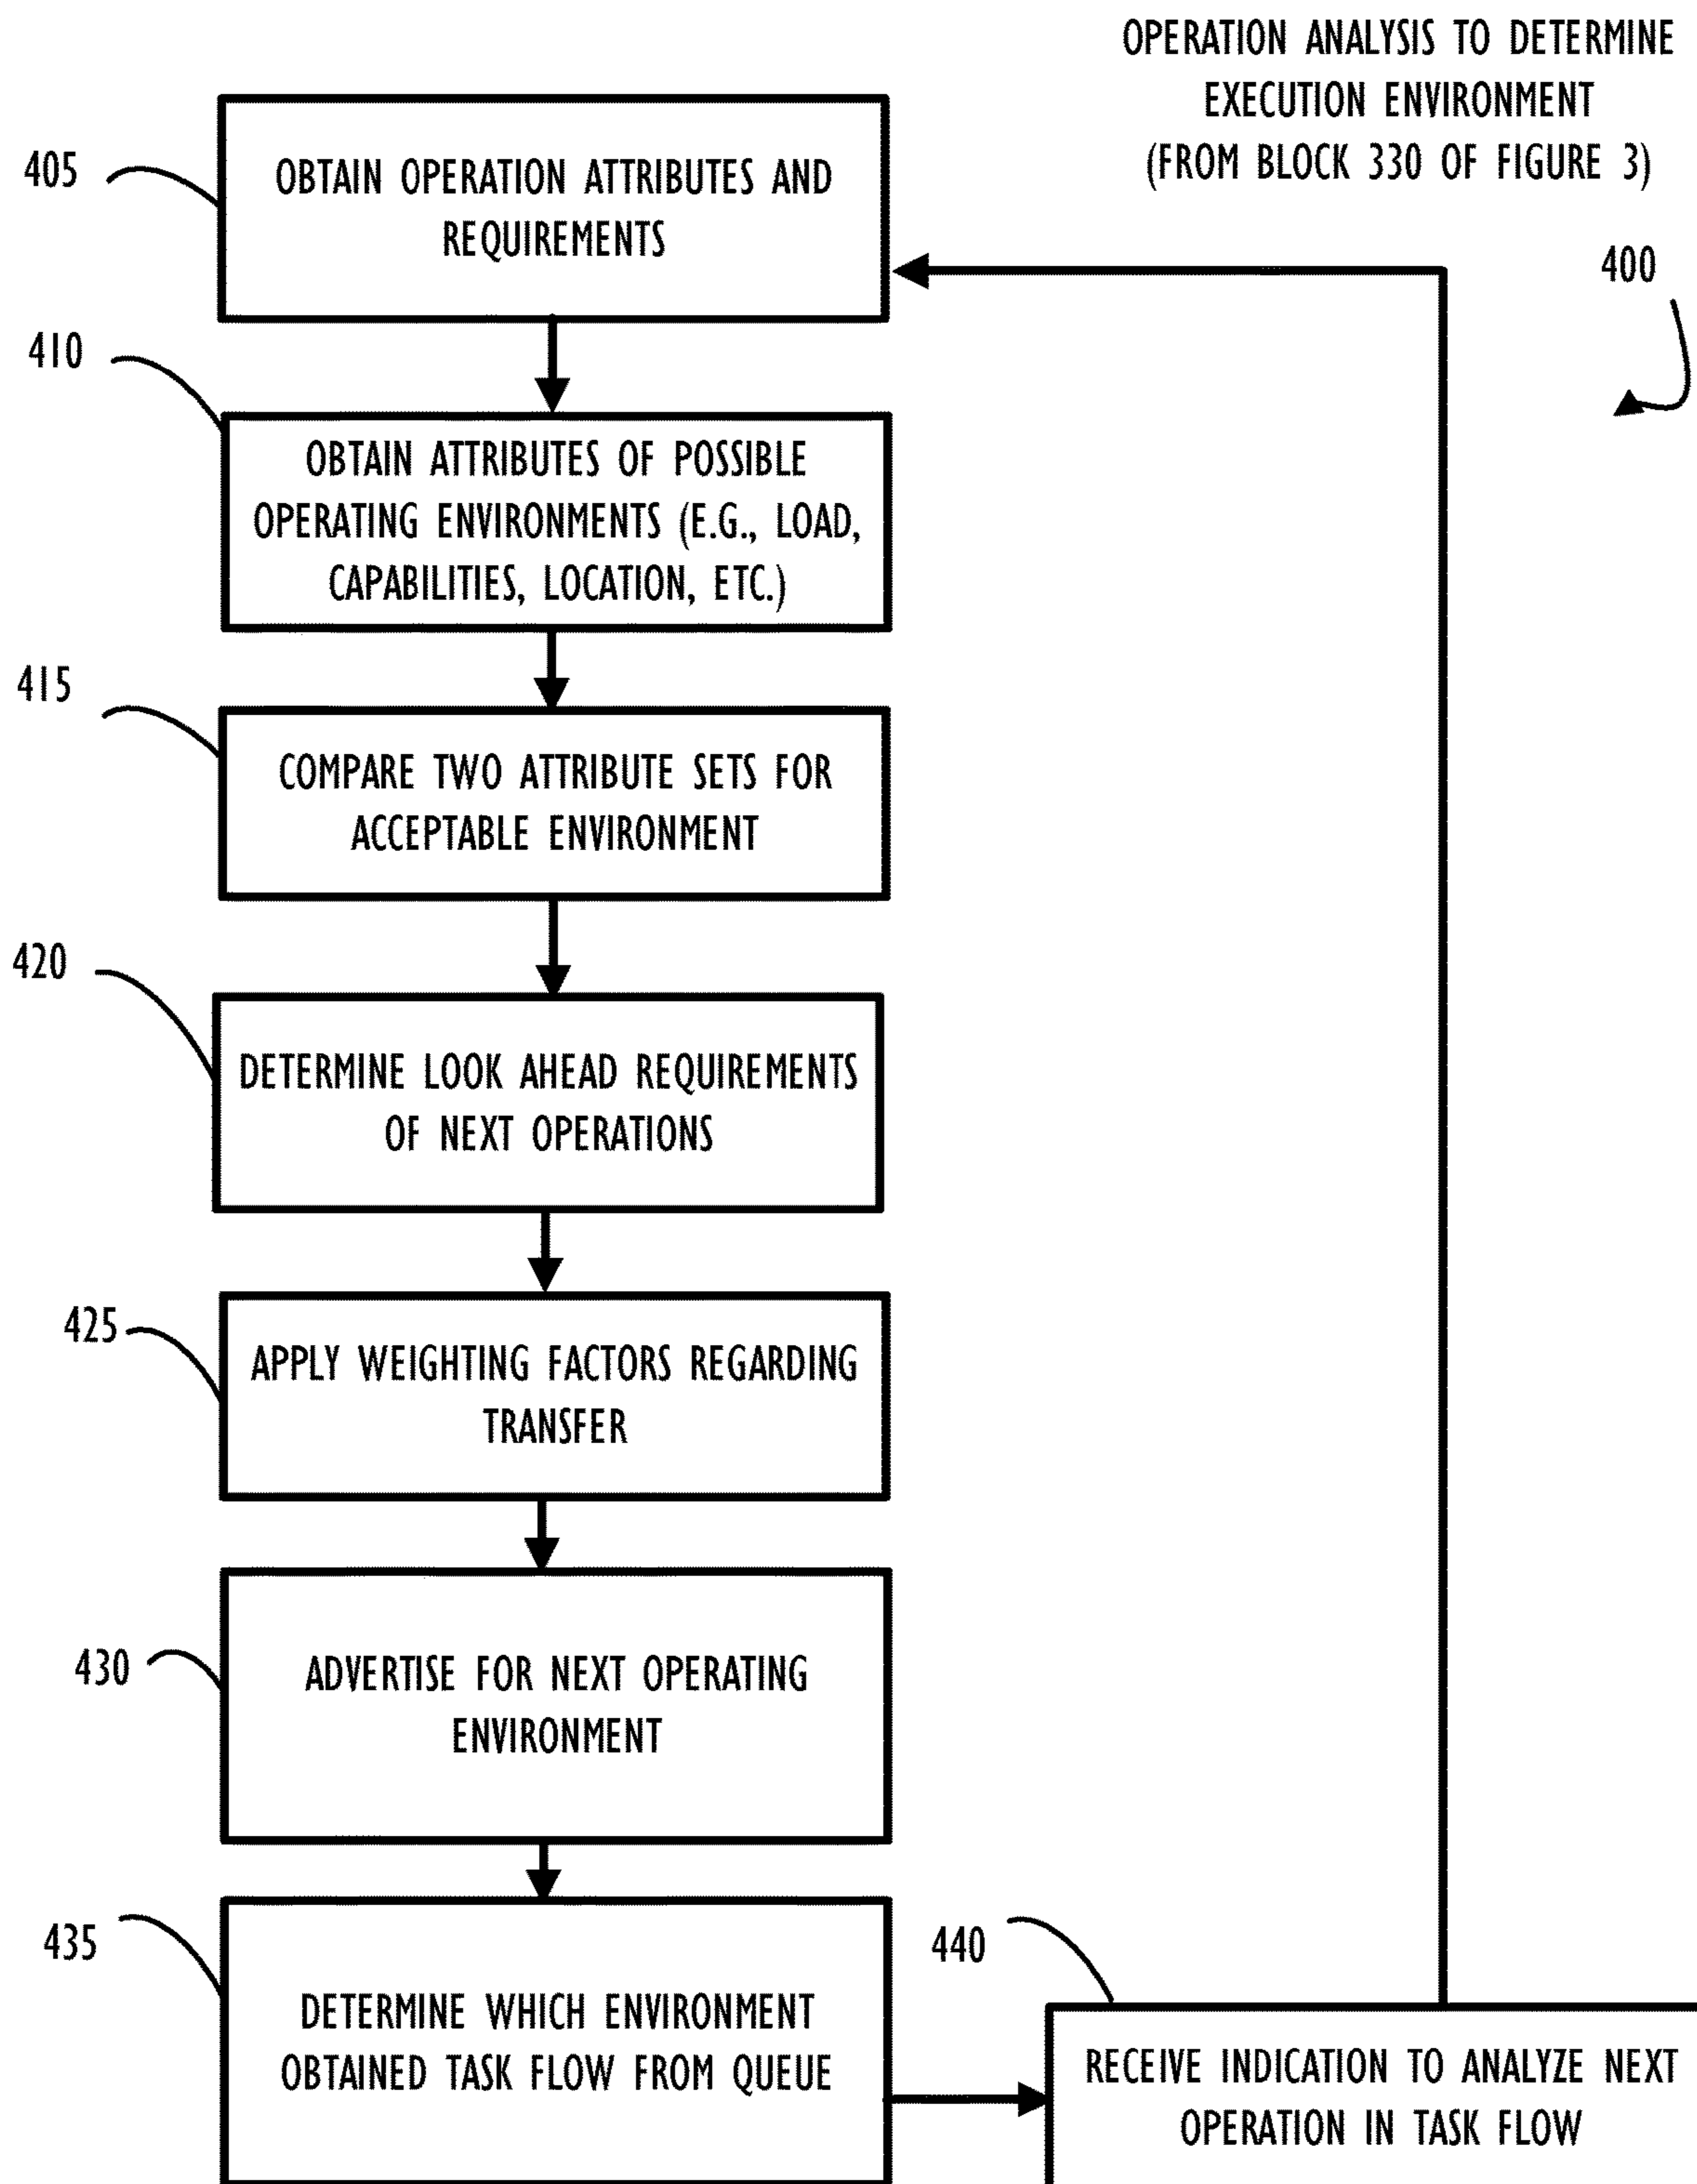 OPERATION ANALYSIS TO DETERMINE
EXECUTION ENVIRONMENT
(FROM BLOCK 330 OF FIGURE 3)
400
405
OBTAIN OPERATION ATTRIBUTES AND
REQUIREMENTS
410
OBTAIN ATTRIBUTES OF POSSIBLE
OPERATING ENVIRONMENTS (E.G., LOAD,
CAPABILITIES, LOCATION, ETC.)
415
COMPARE TWO ATTRIBUTE SETS FOR
ACCEPTABLE ENVIRONMENT
420
DETERMINE LOOK AHEAD REQUIREMENTS
OF NEXT OPERATIONS
425
APPLY WEIGHTING FACTORS REGARDING
TRANSFER
430
ADVERTISE FOR NEXT OPERATING
ENVIRONMENT
435
DETERMINE WHICH ENVIRONMENT
OBTAINED TASK FLOW FROM QUEUE
440
RECEIVE INDICATION TO ANALYZE NEXT
OPERATION IN TASK FLOW